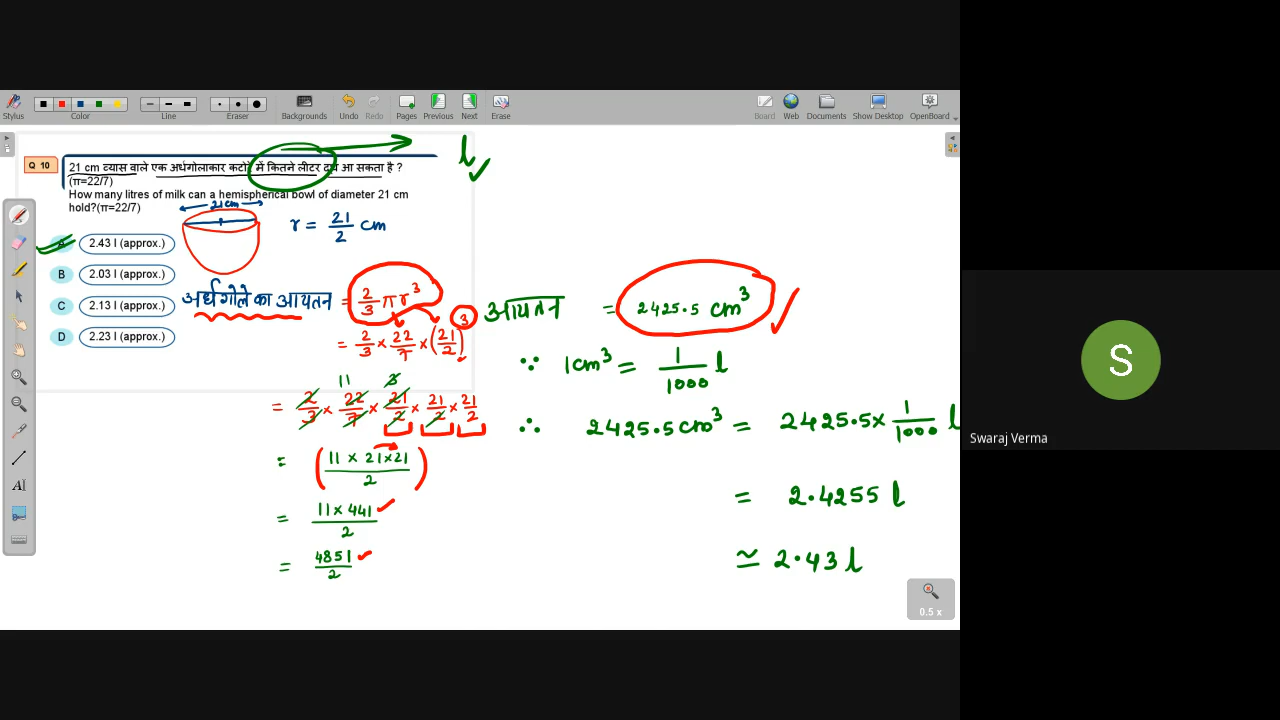 Stylus
Color
Line
Eraser
Backgrounds
Undo
Redo
Pages
Previous
Next
Erase
Board
Web
Documents
Show Desktop
OpenBoard
Q 10
21 cm व्यास वाले एक अर्धगोलाकार कटोरे में कितने लीटर दूध आ सकता है ?
(π=22/7)
How many litres of milk can a hemispherical bowl of diameter 21 cm
hold?(π=22/7)
l
21cm
r = 21/2 cm
2.43 l (approx.)
B 2.03 l (approx.)
C 2.13 l (approx.)
D 2.23 l (approx.)
अर्धगोले का आयतन = 2/3 πr³
= 2/3 × 22/7 × (21/2)³
11 3
= 2/3 × 22/7 × 21/2 × 21/2 × 21/2
= (11 × 21 × 21 / 2)
= 11 × 441 / 2
= 4851 / 2
आयतन = 2425.5 cm³
∵ 1cm³ = 1/1000 l
∴ 2425.5 cm³ = 2425.5 × 1/1000 l
= 2.4255 l
≃ 2.43 l
0.5 x
S
Swaraj Verma